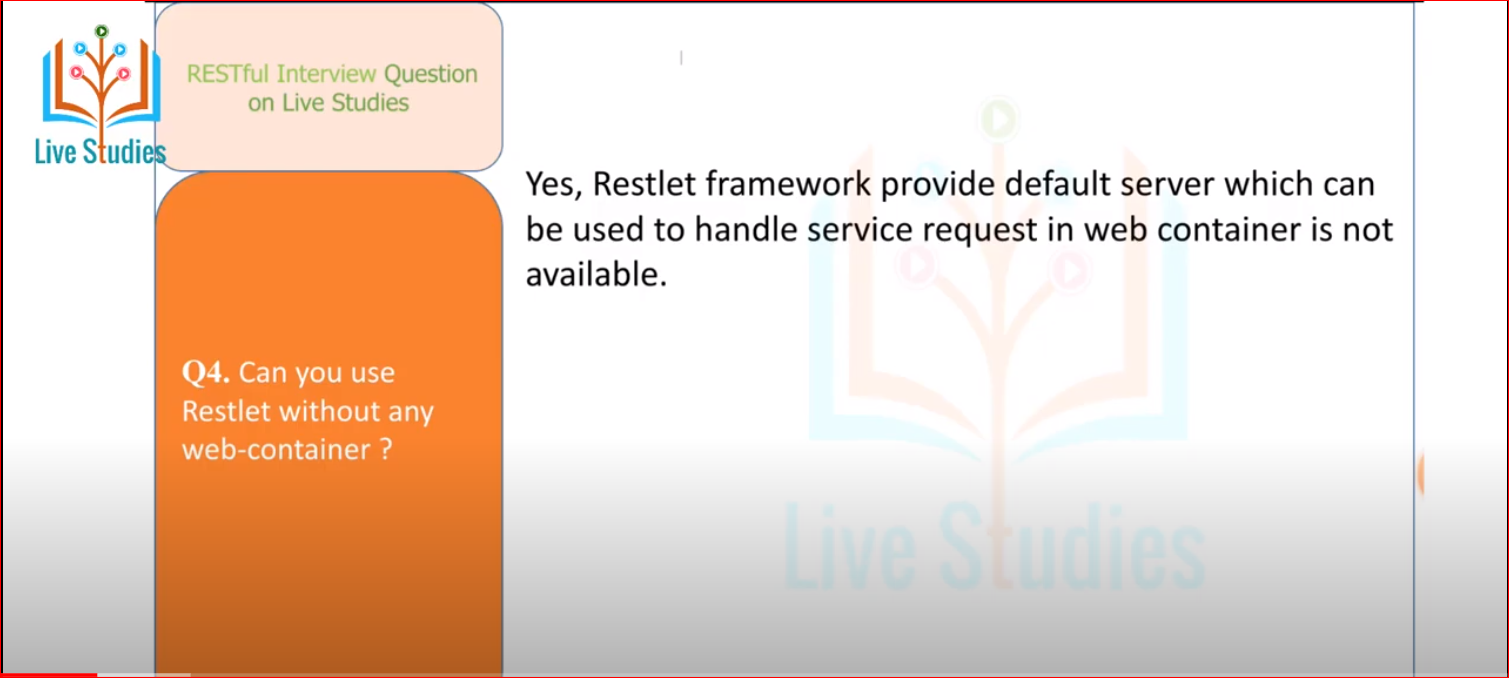 Live Studies
RESTful Interview Question
on Live Studies
Yes, Restlet framework provide default server which can
be used to handle service request in web container is not
available.
Q4. Can you use
Restlet without any
web-container ?
Live Studies